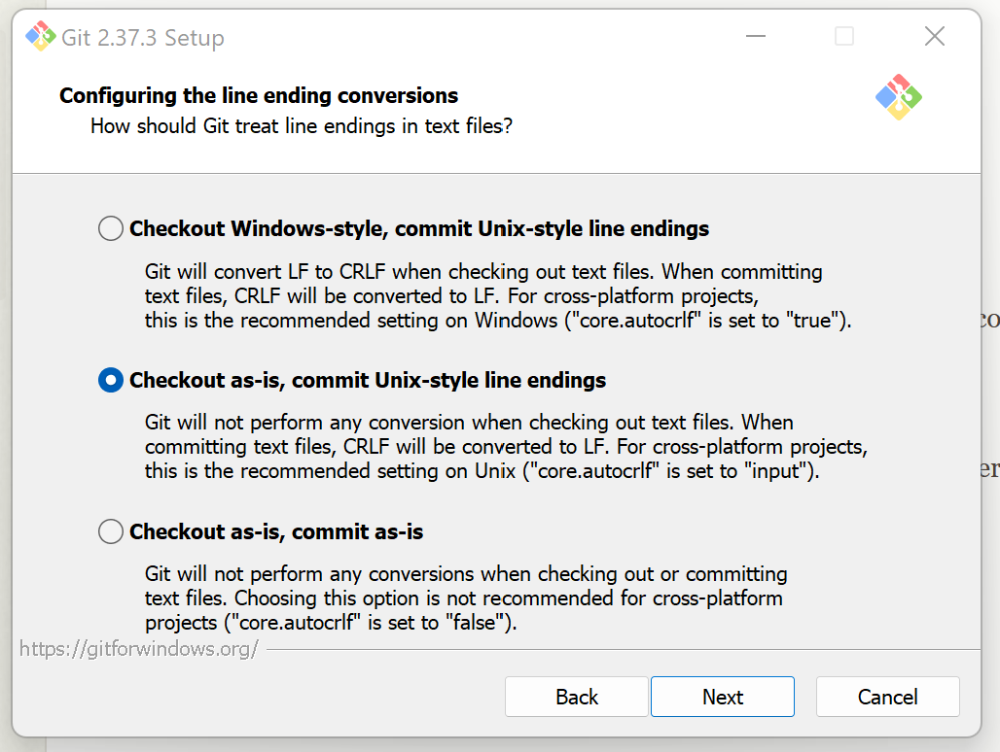 Git 2.37.3 Setup
Configuring the line ending conversions
How should Git treat line endings in text files?
Checkout Windows-style, commit Unix-style line endings
Git will convert LF to CRLF when checking out text files. When committing
text files, CRLF will be converted to LF. For cross-platform projects,
this is the recommended setting on Windows ("core.autocrlf" is set to "true").
Checkout as-is, commit Unix-style line endings
Git will not perform any conversion when checking out text files. When
committing text files, CRLF will be converted to LF. For cross-platform projects,
this is the recommended setting on Unix ("core.autocrlf" is set to "input").
Checkout as-is, commit as-is
Git will not perform any conversions when checking out or committing
text files. Choosing this option is not recommended for cross-platform
projects ("core.autocrlf" is set to "false").
https://gitforwindows.org/
Back Next Cancel